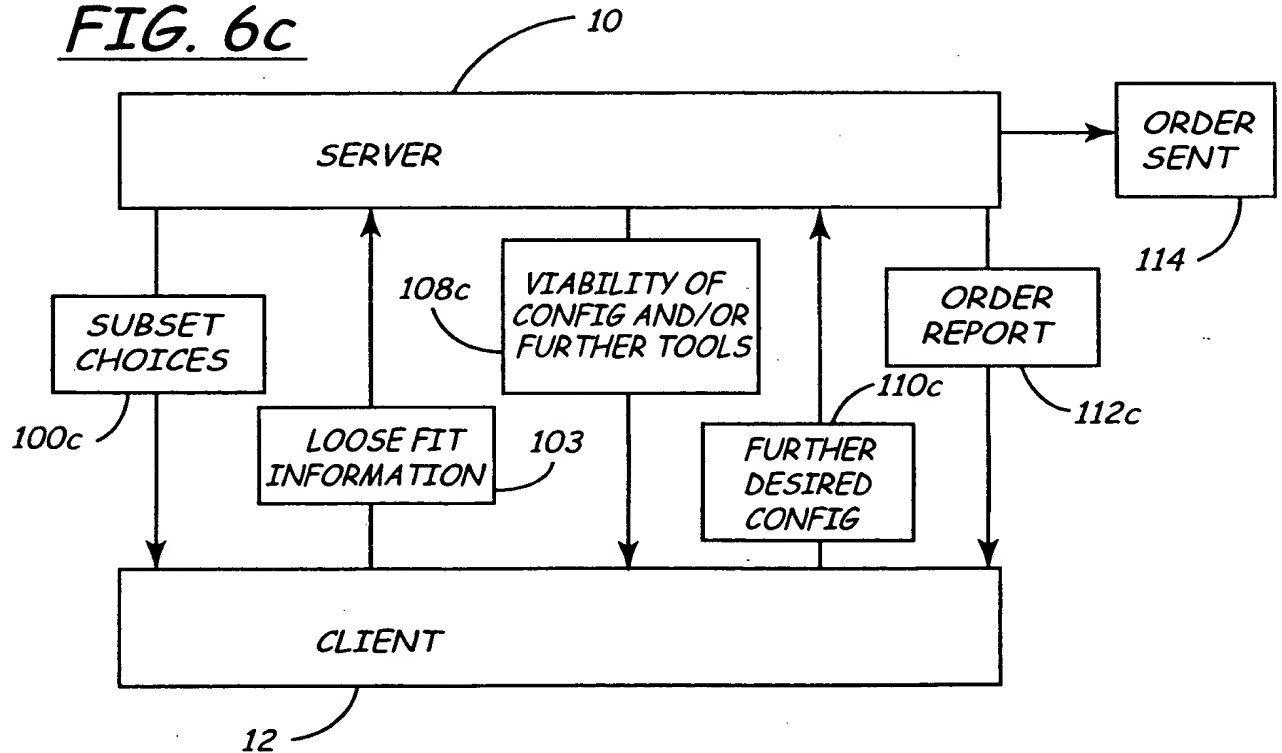 FIG. 6c
10
SERVER
ORDER
SENT
114
SUBSET
CHOICES
100c
LOOSE FIT
INFORMATION
103
108c
VIABILITY OF
CONFIG AND/OR
FURTHER TOOLS
110c
FURTHER
DESIRED
CONFIG
ORDER
REPORT
112c
CLIENT
12